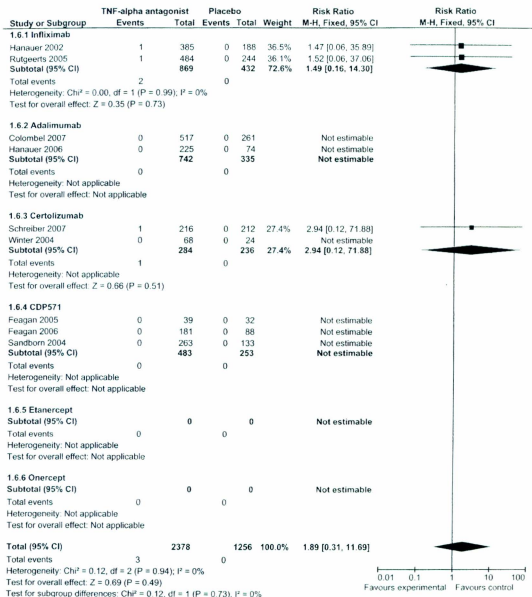 TNF-alpha antagonist Placebo Risk Ratio Risk Ratio
Study or Subgroup Events Total Events Total Weight M-H, Fixed, 95% CI M-H, Fixed, 95% CI
1.6.1 Infliximab
Hanauer 2002 1 385 0 188 36.5% 1.47 [0.06, 35.89]
Rutgeerts 2005 1 484 0 244 36.1% 1.52 [0.06, 37.06]
Subtotal (95% CI) 869 432 72.6% 1.49 [0.16, 14.30]
Total events 2 0
Heterogeneity: Chi² = 0.00, df = 1 (P = 0.99); I² = 0%
Test for overall effect: Z = 0.35 (P = 0.73)
1.6.2 Adalimumab
Colombel 2007 0 517 0 261 Not estimable
Hanauer 2006 0 225 0 74 Not estimable
Subtotal (95% CI) 742 335 Not estimable
Total events 0 0
Heterogeneity: Not applicable
Test for overall effect: Not applicable
1.6.3 Certolizumab
Schreiber 2007 1 216 0 212 27.4% 2.94 [0.12, 71.88]
Winter 2004 0 68 0 24 Not estimable
Subtotal (95% CI) 284 236 27.4% 2.94 [0.12, 71.88]
Total events 1 0
Heterogeneity: Not applicable
Test for overall effect: Z = 0.66 (P = 0.51)
1.6.4 CDP571
Feagan 2005 0 39 0 32 Not estimable
Feagan 2006 0 181 0 88 Not estimable
Sandborn 2004 0 263 0 133 Not estimable
Subtotal (95% CI) 483 253 Not estimable
Total events 0 0
Heterogeneity: Not applicable
Test for overall effect: Not applicable
1.6.5 Etanercept
Subtotal (95% CI) 0 0 Not estimable
Total events 0 0
Heterogeneity: Not applicable
Test for overall effect: Not applicable
1.6.6 Onercept
Subtotal (95% CI) 0 0 Not estimable
Total events 0 0
Heterogeneity: Not applicable
Test for overall effect: Not applicable
Total (95% CI) 2378 1256 100.0% 1.89 [0.31, 11.69]
Total events 3 0
Heterogeneity: Chi² = 0.12, df = 2 (P = 0.94); I² = 0%
Test for overall effect: Z = 0.69 (P = 0.49)
Test for subgroup differences: Chi² = 0.12, df = 1 (P = 0.73), I² = 0%
0.01 0.1 1 10 100
Favours experimental Favours control